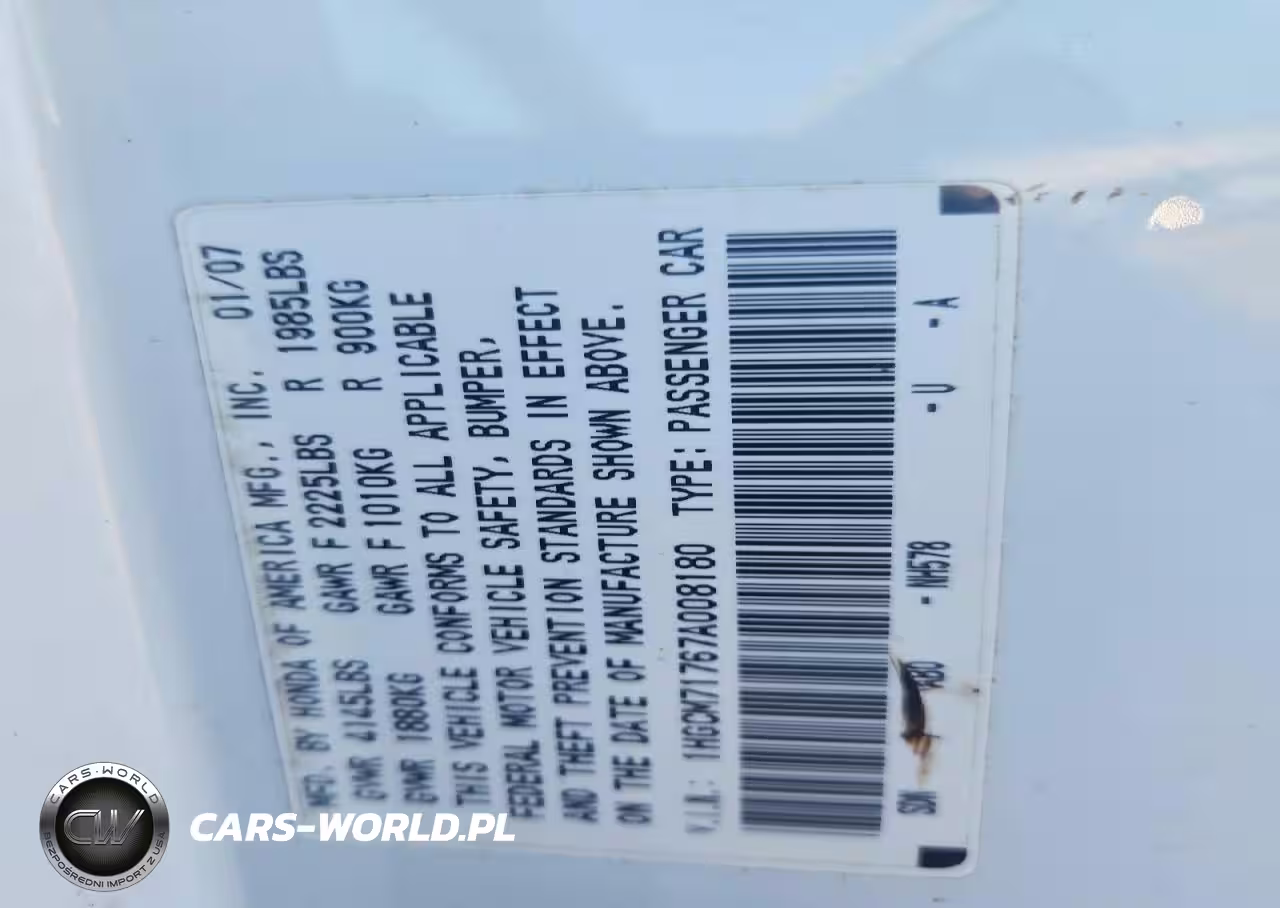 MFD. BY HONDA OF AMERICA MFG., INC. 01/07
GVWR 4145LBS GAWR F 2225LBS R 1985LBS
GVWR 1880KG GAWR F 1010KG R 900KG
THIS VEHICLE CONFORMS TO ALL APPLICABLE
FEDERAL MOTOR VEHICLE SAFETY, BUMPER,
AND THEFT PREVENTION STANDARDS IN EFFECT
ON THE DATE OF MANUFACTURE SHOWN ABOVE.
V.I.N.: 1HGCM71767A008180 TYPE: PASSENGER CAR
SDN -NH578 -U -A
CARS-WORLD
CW
BEZPOŚREDNI IMPORT Z USA
CARS-WORLD.PL